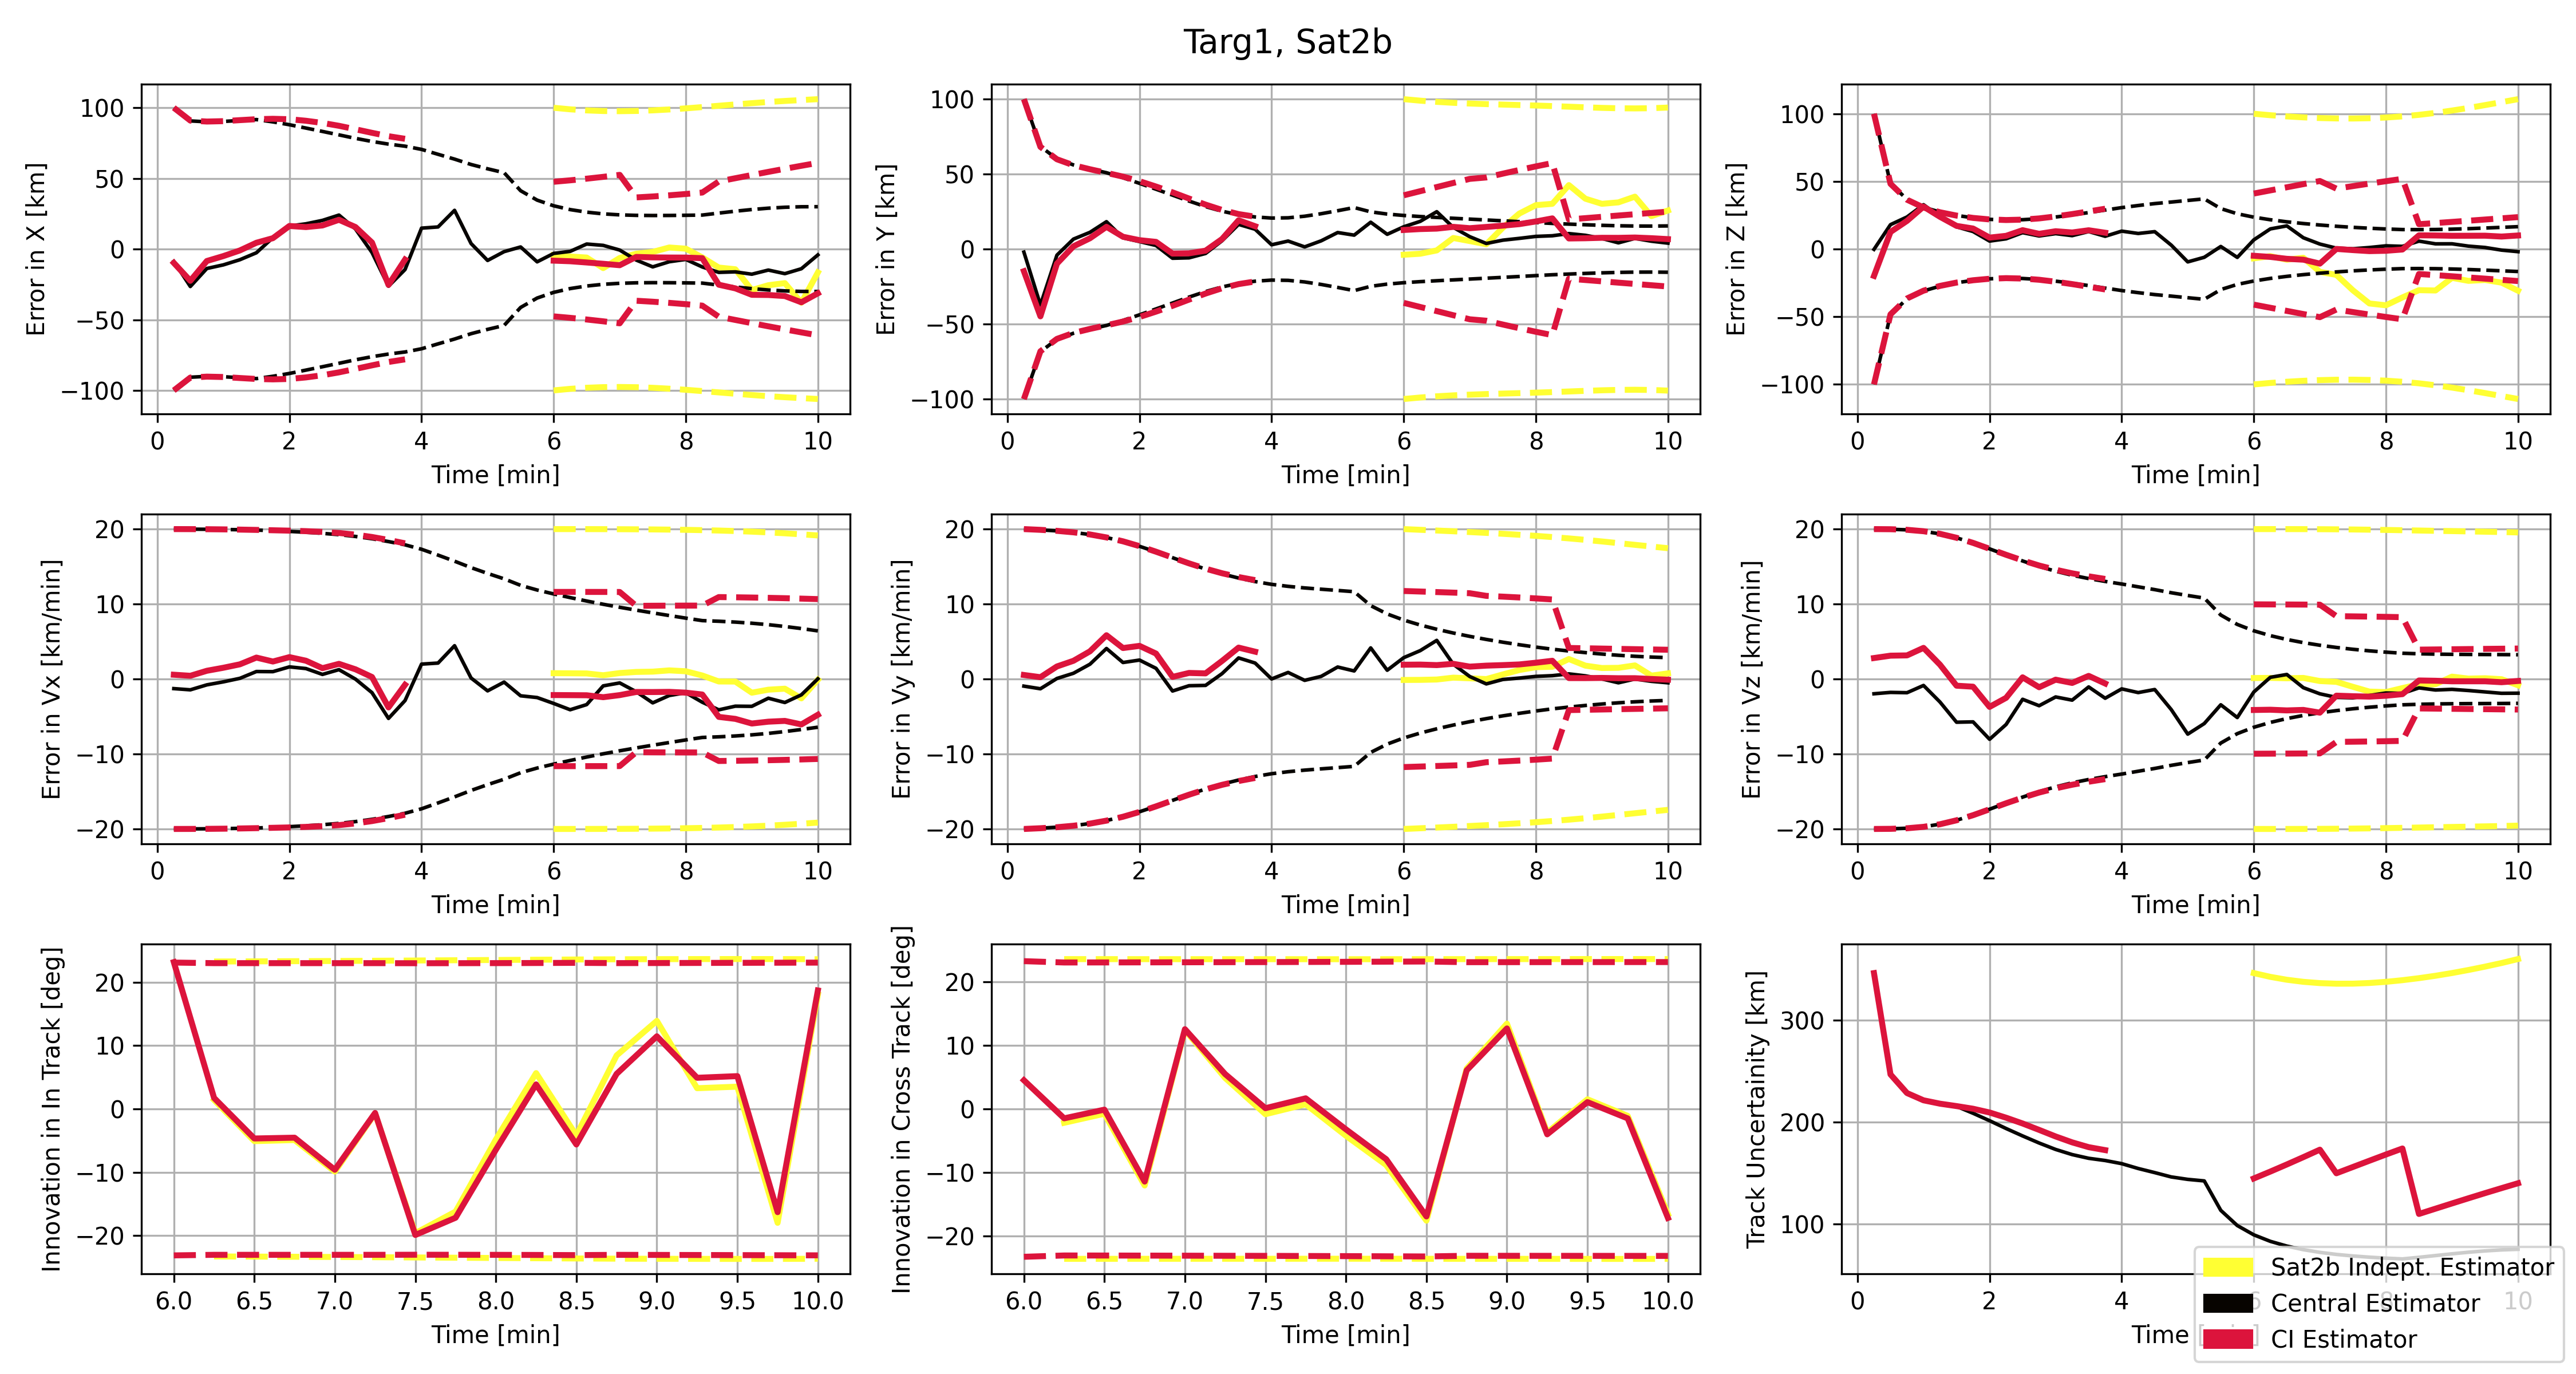 Targ1, Sat2b
Error in X [km]
100
50
0
−50
−100
0 2 4 6 8 10
Time [min]
Error in Y [km]
100
50
0
−50
−100
0 2 4 6 8 10
Time [min]
Error in Z [km]
100
50
0
−50
−100
0 2 4 6 8 10
Time [min]
Error in Vx [km/min]
20
10
0
−10
−20
0 2 4 6 8 10
Time [min]
Error in Vy [km/min]
20
10
0
−10
−20
0 2 4 6 8 10
Time [min]
Error in Vz [km/min]
20
10
0
−10
−20
0 2 4 6 8 10
Time [min]
Innovation in In Track [deg]
20
10
0
−10
−20
6.0 6.5 7.0 7.5 8.0 8.5 9.0 9.5 10.0
Time [min]
Innovation in Cross Track [deg]
20
10
0
−10
−20
6.0 6.5 7.0 7.5 8.0 8.5 9.0 9.5 10.0
Time [min]
Track Uncertainity [km]
300
200
100
0 2 4 10
Time
Sat2b Indept. Estimator
Central Estimator
CI Estimator